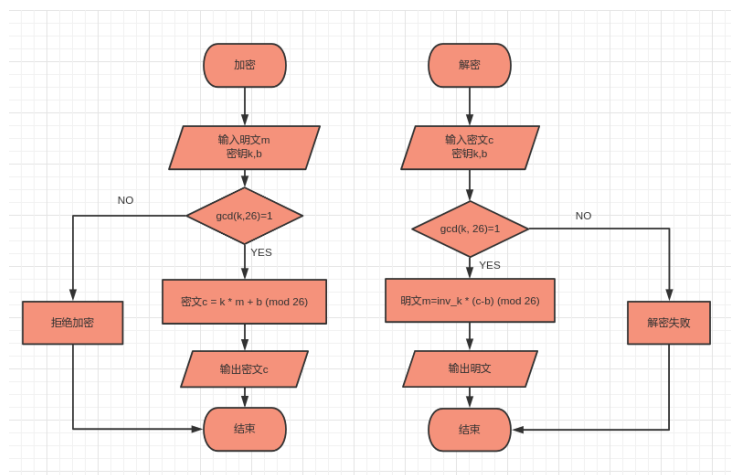 加密
输入明文m
密钥k,b
NO
gcd(k,26)=1
YES
密文c = k * m + b (mod 26)
拒绝加密
输出密文c
结束
解密
输入密文c
密钥k,b
gcd(k, 26)=1
NO
YES
明文m=inv_k * (c-b) (mod 26)
解密失败
输出明文
结束